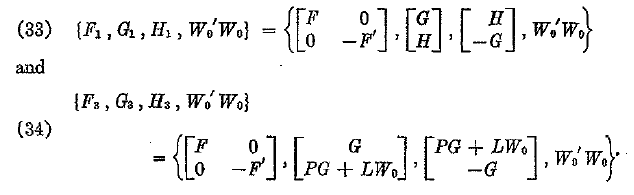 (33) {F₁, G₁, H₁, W₀′W₀} = {[F 0; 0 −F′], [G; H], [H; −G], W₀′W₀}
and
{F₃, G₃, H₃, W₀′W₀}
(34) = {[F 0; 0 −F′], [G; PG + LW₀], [PG + LW₀; −G], W₀′W₀}.